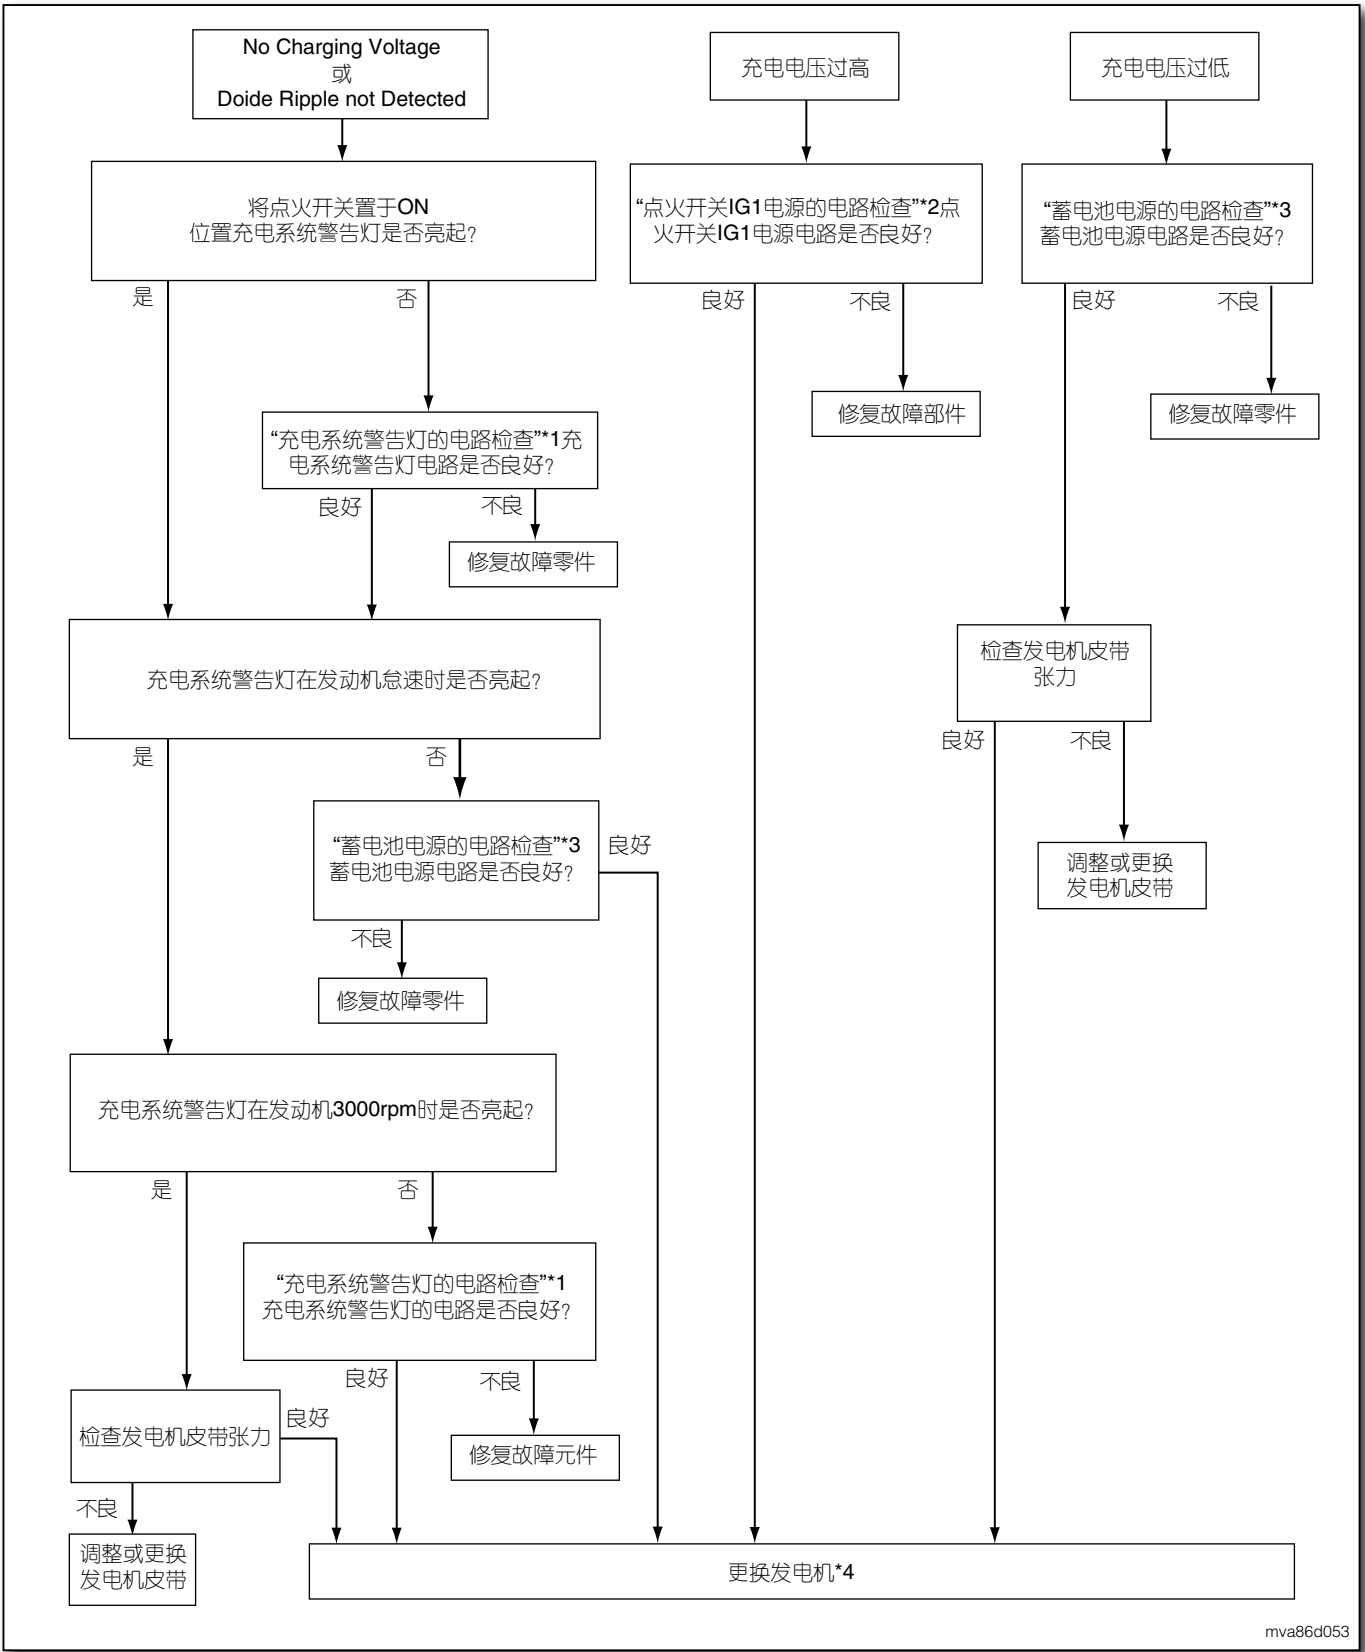 No Charging Voltage
或
Doide Ripple not Detected
充电电压过高
充电电压过低
将点火开关置于ON
位置充电系统警告灯是否亮起?
“点火开关IG1电源的电路检查”*2点
火开关IG1电源电路是否良好?
“蓄电池电源的电路检查”*3
蓄电池电源电路是否良好?
是
否
良好
不良
良好
不良
修复故障部件
修复故障零件
“充电系统警告灯的电路检查”*1充
电系统警告灯电路是否良好?
良好
不良
修复故障零件
充电系统警告灯在发动机怠速时是否亮起?
检查发电机皮带
张力
是
否
良好
不良
“蓄电池电源的电路检查”*3
蓄电池电源电路是否良好?
良好
调整或更换
发电机皮带
不良
修复故障零件
充电系统警告灯在发动机3000rpm时是否亮起?
是
否
“充电系统警告灯的电路检查”*1
充电系统警告灯的电路是否良好?
良好
不良
检查发电机皮带张力
良好
修复故障元件
不良
调整或更换
发电机皮带
更换发电机*4
mva86d053